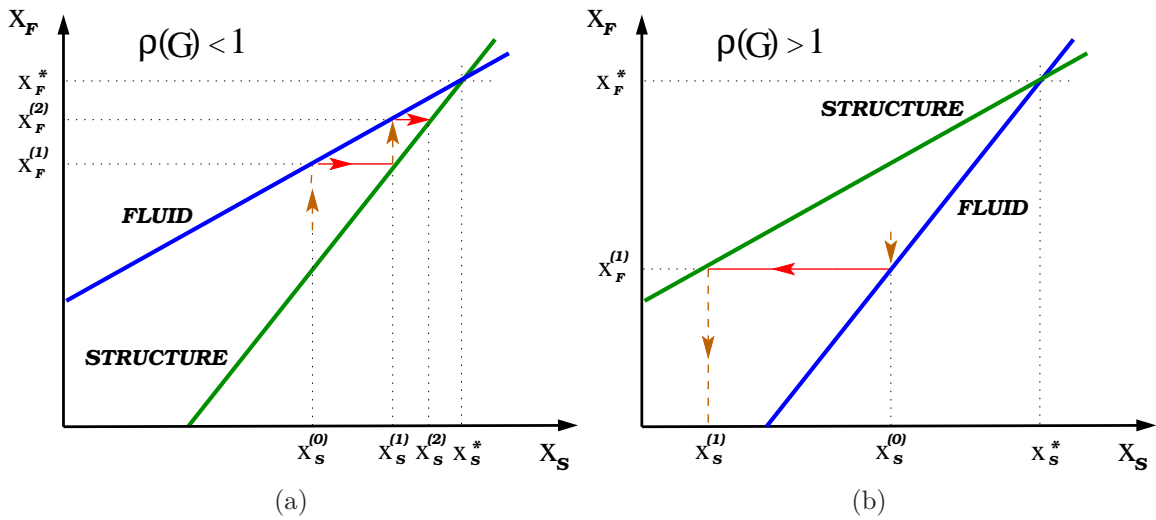 X_F
ρ(G) < 1
X_F^*
X_F^(2)
X_F^(1)
FLUID
STRUCTURE
X_S^(0) X_S^(1) X_S^(2) X_S^*
X_S
(a)
X_F
ρ(G) > 1
X_F^*
STRUCTURE
FLUID
X_F^(1)
X_S^(1) X_S^(0) X_S^*
X_S
(b)